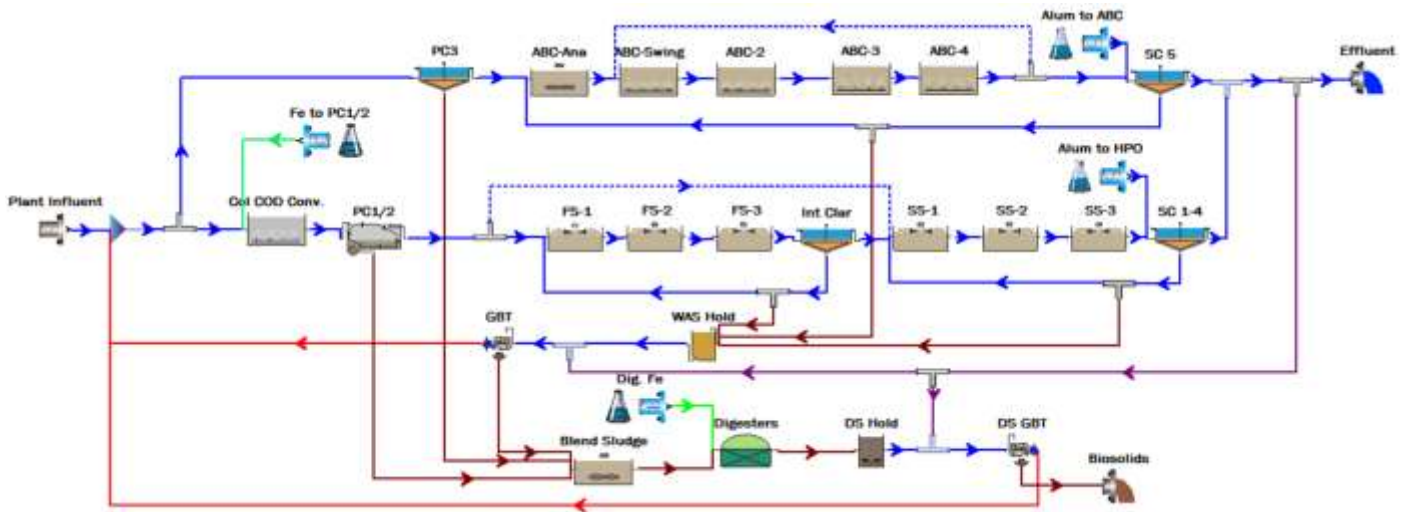 Alum to ABC
PC3
ABC-Ana
ABC-Swing
ABC-2
ABC-3
ABC-4
SC 5
Effluent
Fe to PC1/2
Alum to HPO
Plant Influent
Col COD Conv.
PC1/2
FS-1
FS-2
FS-3
Int Clar
SS-1
SS-2
SS-3
SC 1-4
GBT
WAS Hold
Dig. Fe
Digesters
DS Hold
DS GBT
Blend Sludge
Biosolids